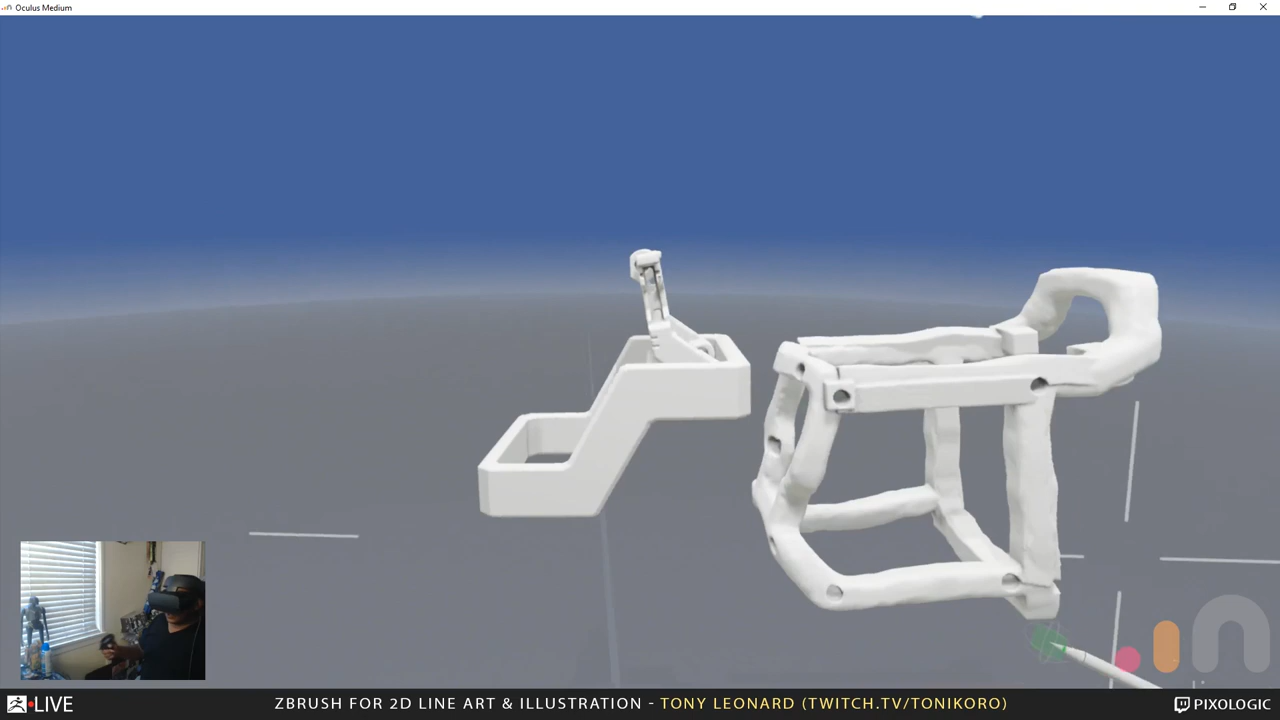 Oculus Medium
LIVE
ZBRUSH FOR 2D LINE ART & ILLUSTRATION - TONY LEONARD (TWITCH.TV/TONIKORO)
PIXOLOGIC